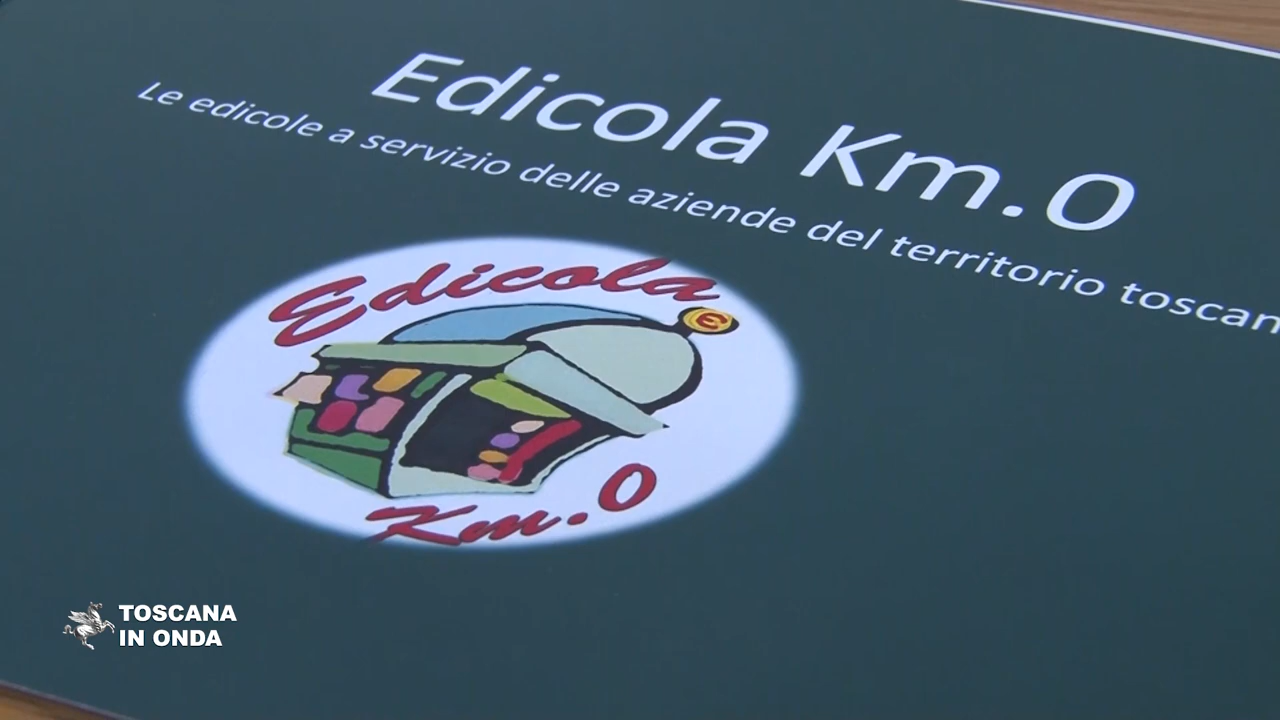 Edicola Km.0
Le edicole a servizio delle aziende del territorio toscan
Edicola
€
Km.0
TOSCANA
IN ONDA